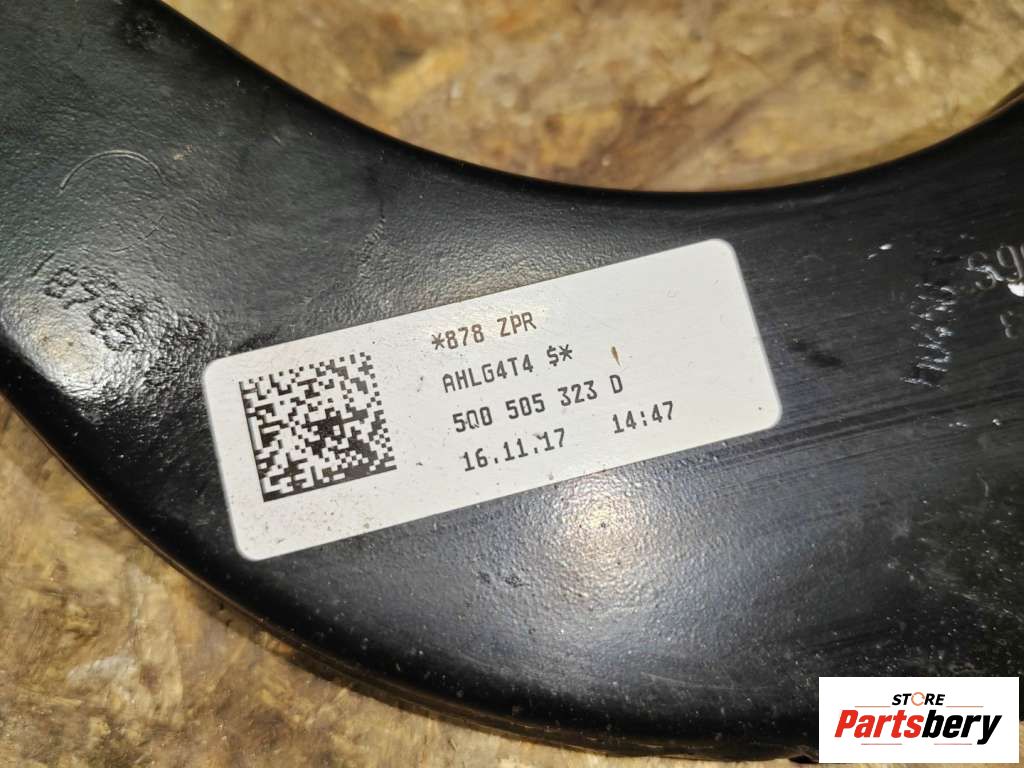 *878 ZPR
AHLG4T4 $*
5Q0 505 323 D
16.11.17 14:47
STORE
Partsbery